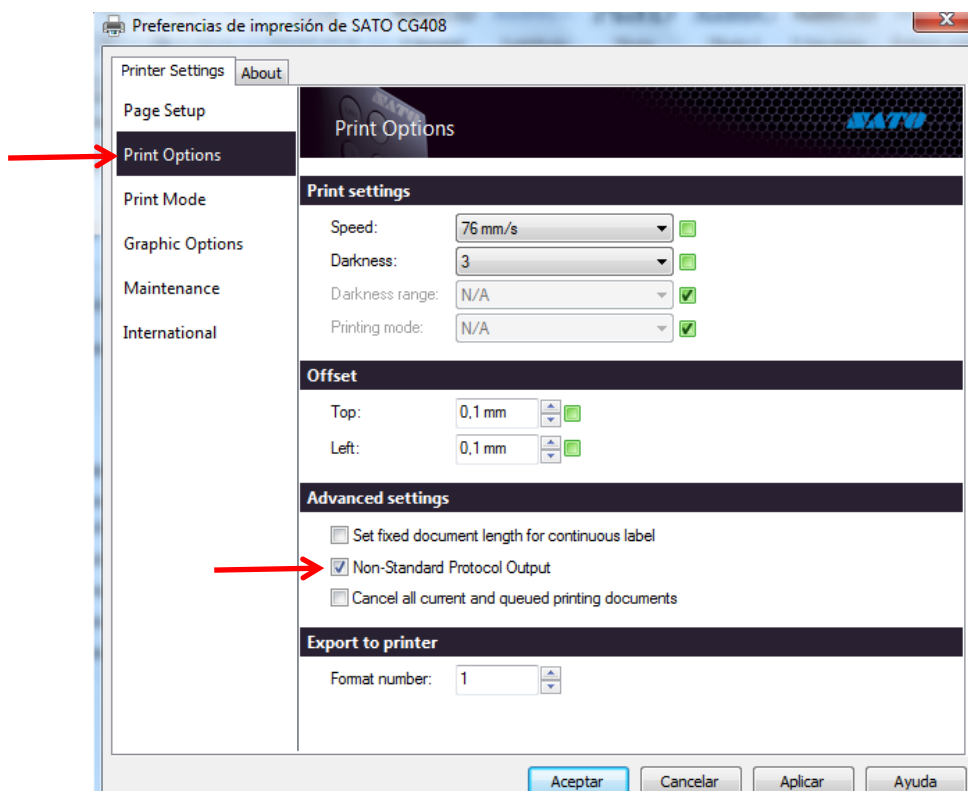 Preferencias de impresión de SATO CG408
Printer Settings About
Page Setup
Print Options
Print Mode
Graphic Options
Maintenance
International
Print Options SATO
Print settings
Speed: 76 mm/s
Darkness: 3
Darkness range: N/A
Printing mode: N/A
Offset
Top: 0,1 mm
Left: 0,1 mm
Advanced settings
Set fixed document length for continuous label
Non-Standard Protocol Output
Cancel all current and queued printing documents
Export to printer
Format number: 1
Aceptar Cancelar Aplicar Ayuda